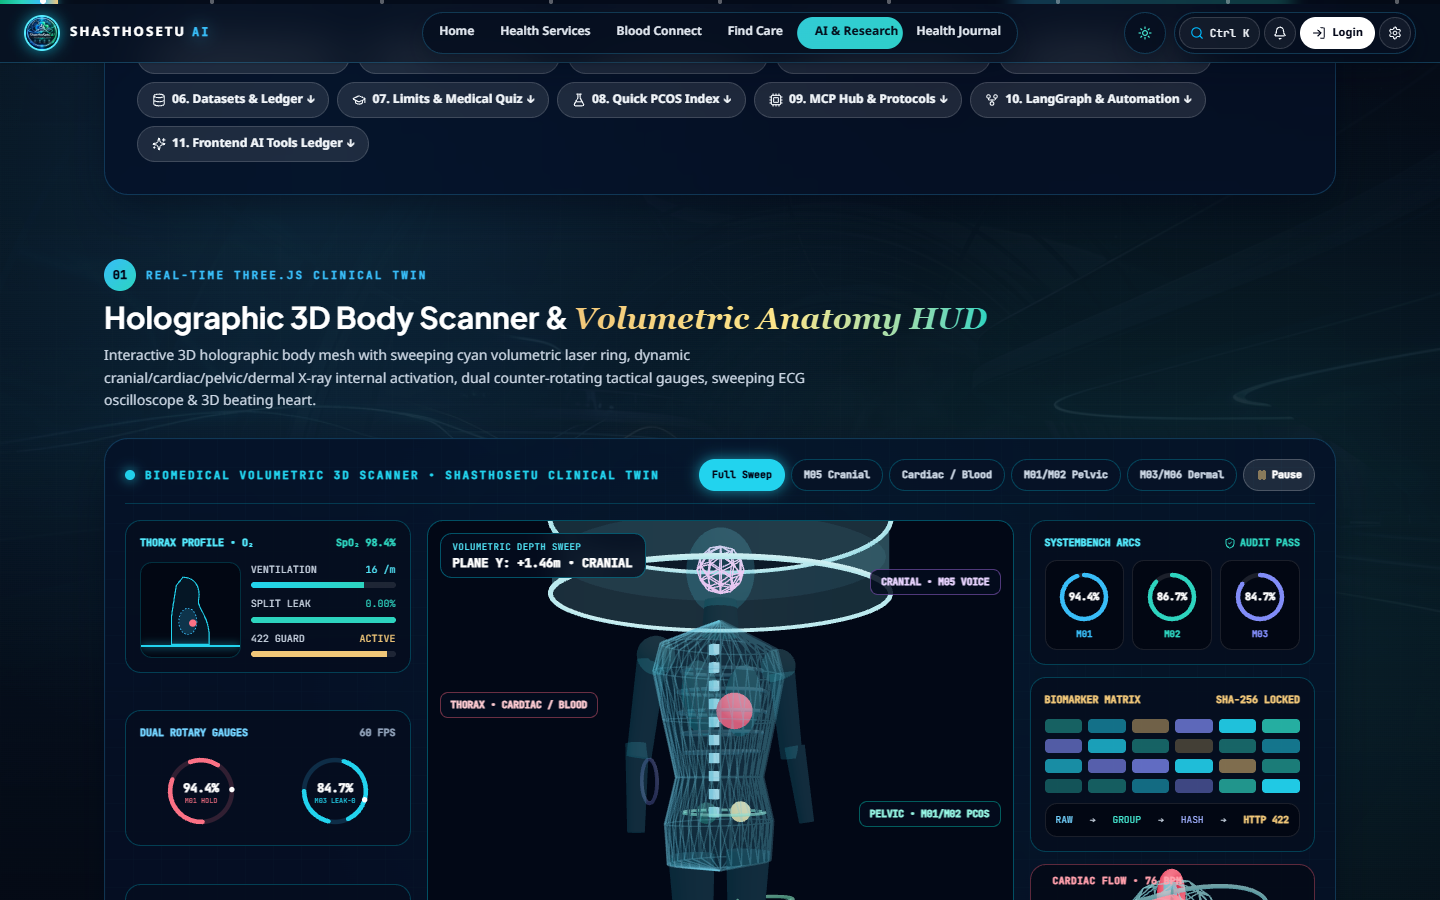 SHASTHOSETU AI
Home
Health Services
Blood Connect
Find Care
AI & Research
Health Journal
Ctrl K
Login
06. Datasets & Ledger ↓
07. Limits & Medical Quiz ↓
08. Quick PCOS Index ↓
09. MCP Hub & Protocols ↓
10. LangGraph & Automation ↓
11. Frontend AI Tools Ledger ↓
01 REAL-TIME THREE.JS CLINICAL TWIN
Holographic 3D Body Scanner & Volumetric Anatomy HUD
Interactive 3D holographic body mesh with sweeping cyan volumetric laser ring, dynamic
cranial/cardiac/pelvic/dermal X-ray internal activation, dual counter-rotating tactical gauges, sweeping ECG
oscilloscope & 3D beating heart.
BIOMEDICAL VOLUMETRIC 3D SCANNER • SHASTHOSETU CLINICAL TWIN
Full Sweep
M05 Cranial
Cardiac / Blood
M01/M02 Pelvic
M03/M06 Dermal
Pause
THORAX PROFILE • O₂
SpO₂ 98.4%
VENTILATION
16 /m
SPLIT LEAK
0.00%
422 GUARD
ACTIVE
DUAL ROTARY GAUGES
60 FPS
94.4%
M01 HOLD
84.7%
M03 LEAK-0
VOLUMETRIC DEPTH SWEEP
PLANE Y: +1.46m • CRANIAL
CRANIAL • M05 VOICE
THORAX • CARDIAC / BLOOD
PELVIC • M01/M02 PCOS
SYSTEMBENCH ARCS
AUDIT PASS
94.4%
M01
86.7%
M02
84.7%
M03
BIOMARKER MATRIX
SHA-256 LOCKED
RAW → GROUP → HASH → HTTP 422
CARDIAC FLOW • 76